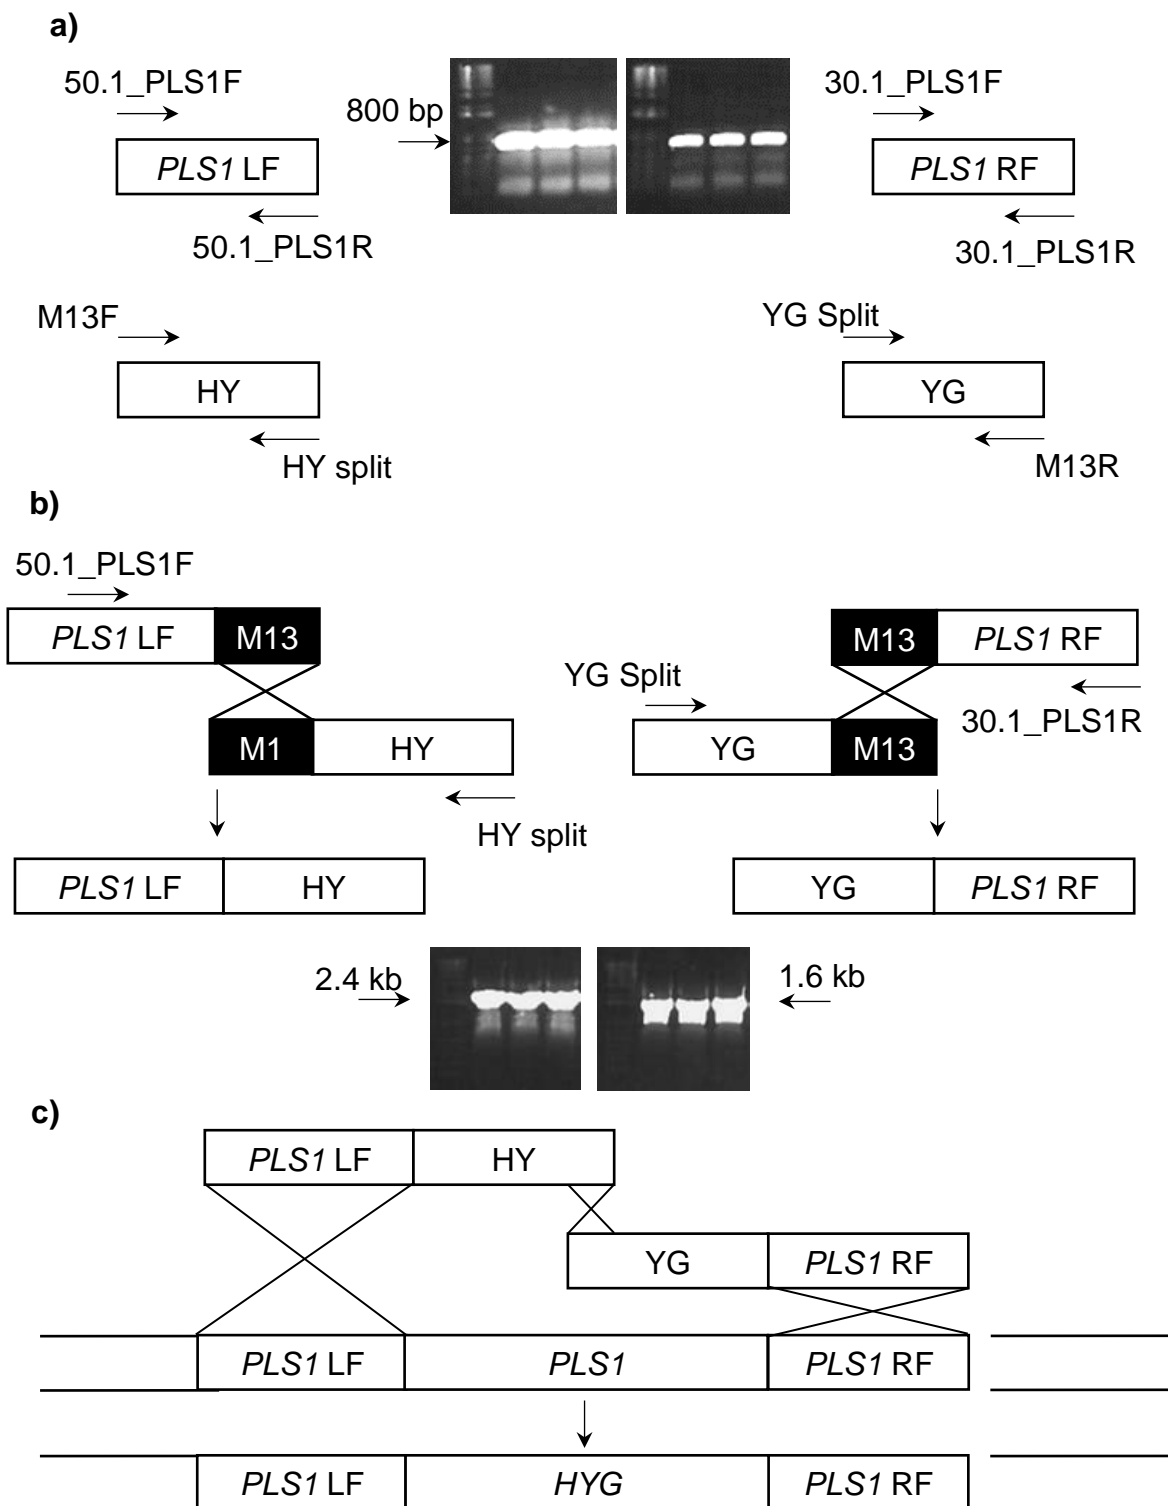 a)
50.1_PLS1F
30.1_PLS1F
800 bp
PLS1 LF
PLS1 RF
50.1_PLS1R
30.1_PLS1R
M13F
YG Split
HY
YG
HY split
M13R
b)
50.1_PLS1F
PLS1 LF
M13
M13
PLS1 RF
YG Split
30.1_PLS1R
M1
HY
YG
M13
HY split
PLS1 LF
HY
YG
PLS1 RF
2.4 kb
1.6 kb
c)
PLS1 LF
HY
YG
PLS1 RF
PLS1 LF
PLS1
PLS1 RF
PLS1 LF
HYG
PLS1 RF